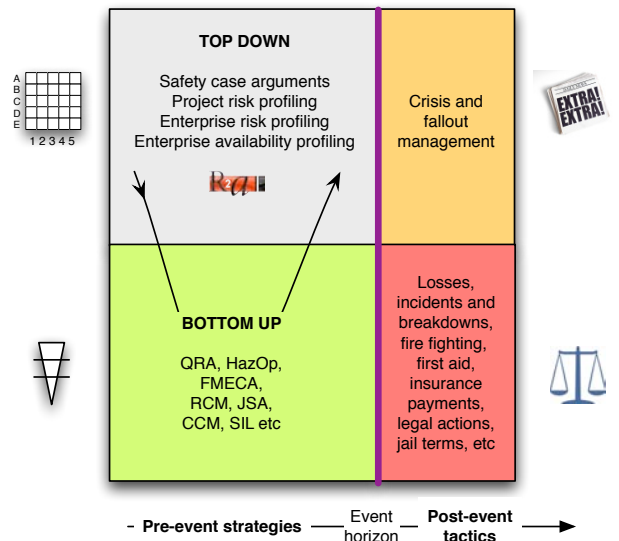 TOP DOWN
Safety case arguments
Project risk profiling
Enterprise risk profiling
Enterprise availability profiling
R2A
Crisis and
fallout
management
EXTRA!
EXTRA!
A
B
C
D
E
1 2 3 4 5
BOTTOM UP
QRA, HazOp,
FMECA,
RCM, JSA,
CCM, SIL etc
Losses,
incidents and
breakdowns,
fire fighting,
first aid,
insurance
payments,
legal actions,
jail terms, etc
Pre-event strategies
Event
horizon
Post-event
tactics